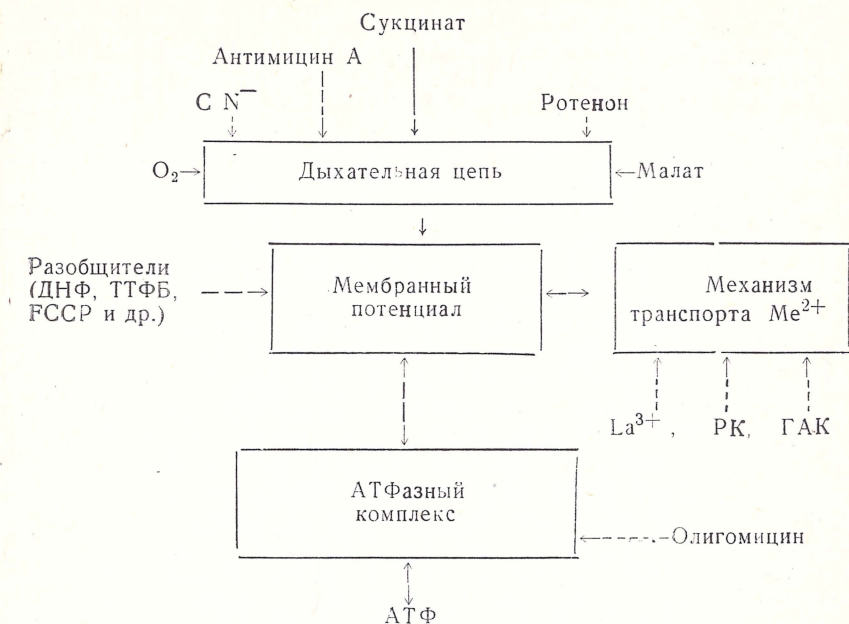 Сукцинат
Антимицин А
C N⁻
Ротенон
O₂
Дыхательная цепь
Малат
Разобщители
(ДНФ, ТТФБ,
FCCP и др.)
Мембранный
потенциал
Механизм
транспорта Me²⁺
La³⁺, РК, ГАК
АТФазный
комплекс
Олигомицин
АТФ